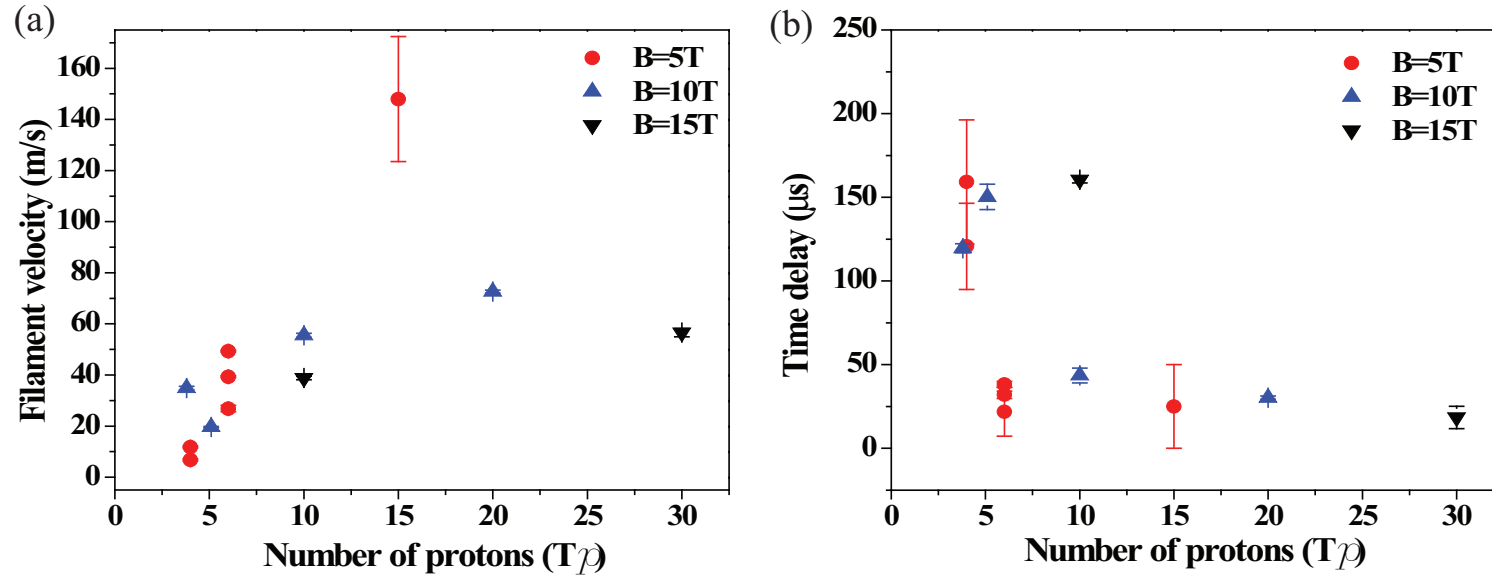 (a)
Filament velocity (m/s)
160
140
120
100
80
60
40
20
0
0 5 10 15 20 25 30
Number of protons (Tp)
B=5T
B=10T
B=15T
(b)
Time delay (μs)
250
200
150
100
50
0
0 5 10 15 20 25 30
Number of protons (Tp)
B=5T
B=10T
B=15T